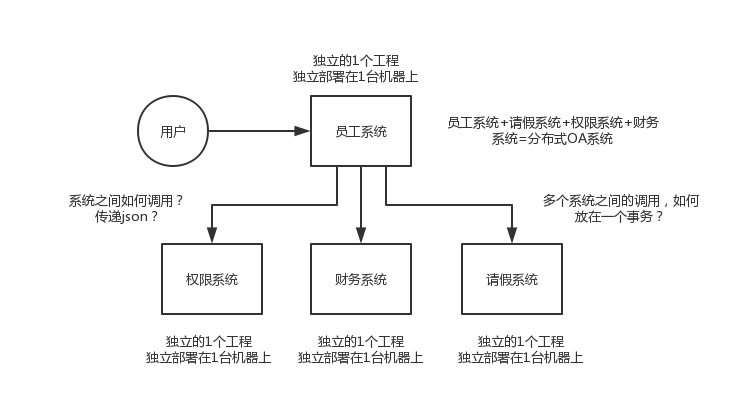 独立的1个工程
独立部署在1台机器上
用户
员工系统
员工系统+请假系统+权限系统+财务
系统=分布式OA系统
系统之间如何调用？
传递json？
多个系统之间的调用，如何
放在一个事务？
权限系统
财务系统
请假系统
独立的1个工程
独立部署在1台机器上
独立的1个工程
独立部署在1台机器上
独立的1个工程
独立部署在1台机器上